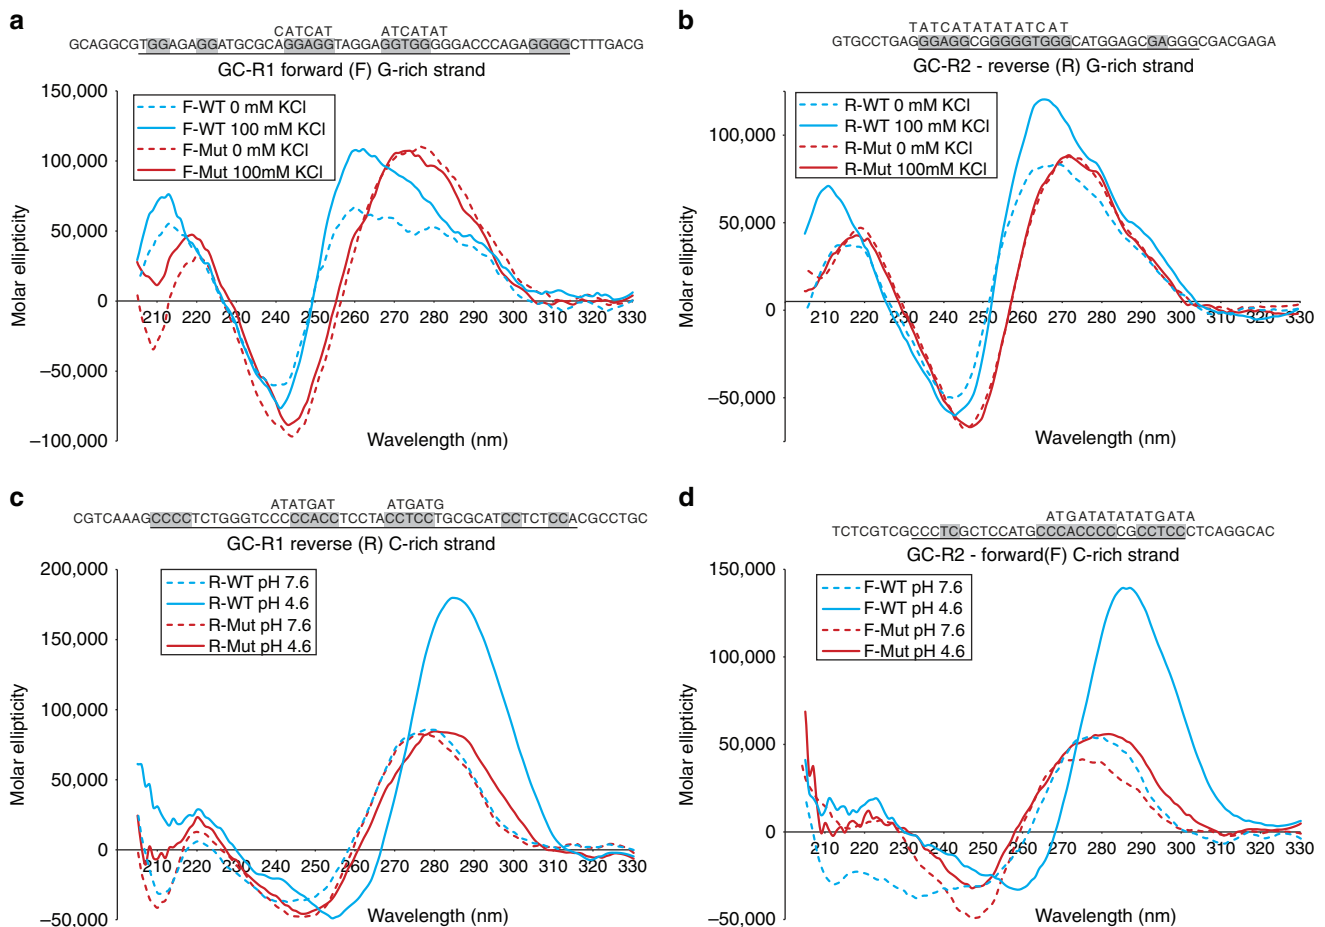 a
CATCAT ATCATAT
GCAGGCGTGGAGAGGATGCGCAGGAGGTAGGAGGTGGGGGACCCAGAGGGGCTTTGACG
GC-R1 forward (F) G-rich strand
150,000
100,000
50,000
0
−50,000
−100,000
Molar ellipticity
F-WT 0 mM KCl
F-WT 100 mM KCl
F-Mut 0 mM KCl
F-Mut 100mM KCl
210 220 230 240 250 260 270 280 290 300 310 320 330
Wavelength (nm)
b
TATCATATATATCAT
GTGCCTGAGGGAGGCGGGGGTGGGCATGGAGCGAGGGCGACGAGA
GC-R2 - reverse (R) G-rich strand
100,000
50,000
0
−50,000
Molar ellipticity
R-WT 0 mM KCl
R-WT 100 mM KCl
R-Mut 0 mM KCl
R-Mut 100mM KCl
210 220 230 240 250 260 270 280 290 300 310 320 330
Wavelength (nm)
c
ATATGAT ATGATG
CGTCAAAGCCCCTCTGGGTCCCCCACCTCCTACCTCCTGCGCATCCTCTCCACGCCTGC
GC-R1 reverse (R) C-rich strand
200,000
150,000
100,000
50,000
0
−50,000
Molar ellipticity
R-WT pH 7.6
R-WT pH 4.6
R-Mut pH 7.6
R-Mut pH 4.6
210 220 230 240 250 260 270 280 290 300 310 320 330
Wavelength (nm)
d
ATGATATATATGATA
TCTCGTCGCCCTCGCTCCATGCCCACCCCCGCCTCCCTCAGGCAC
GC-R2 - forward(F) C-rich strand
150,000
100,000
50,000
0
−50,000
Molar ellipticity
F-WT pH 7.6
F-WT pH 4.6
F-Mut pH 7.6
F-Mut pH 4.6
210 220 230 240 250 260 270 280 290 300 310 320 330
Wavelength (nm)